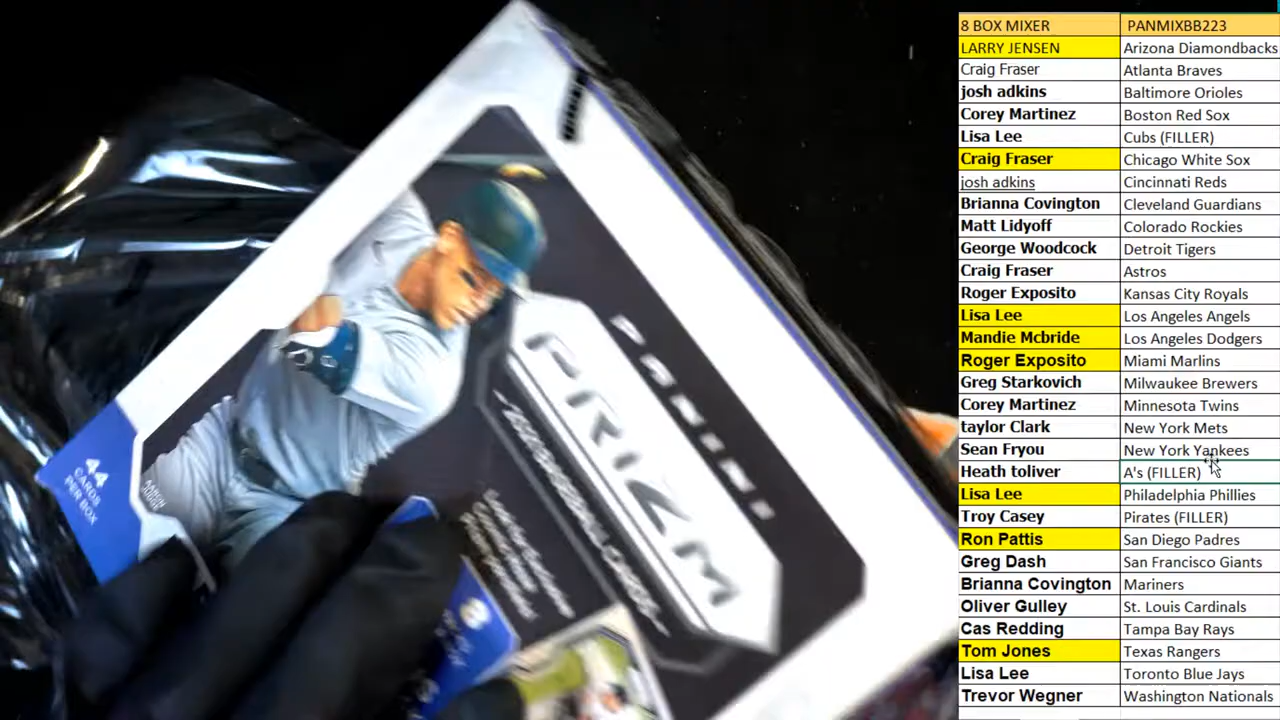 44
CARDS
PER BOX
AARON
JUDGE
PANINI
PRIZM
8 BOX MIXER PANMIXBB223
LARRY JENSEN Arizona Diamondbacks
Craig Fraser Atlanta Braves
josh adkins Baltimore Orioles
Corey Martinez Boston Red Sox
Lisa Lee Cubs (FILLER)
Craig Fraser Chicago White Sox
josh adkins Cincinnati Reds
Brianna Covington Cleveland Guardians
Matt Lidyoff Colorado Rockies
George Woodcock Detroit Tigers
Craig Fraser Astros
Roger Exposito Kansas City Royals
Lisa Lee Los Angeles Angels
Mandie Mcbride Los Angeles Dodgers
Roger Exposito Miami Marlins
Greg Starkovich Milwaukee Brewers
Corey Martinez Minnesota Twins
taylor Clark New York Mets
Sean Fryou New York Yankees
Heath toliver A's (FILLER)
Lisa Lee Philadelphia Phillies
Troy Casey Pirates (FILLER)
Ron Pattis San Diego Padres
Greg Dash San Francisco Giants
Brianna Covington Mariners
Oliver Gulley St. Louis Cardinals
Cas Redding Tampa Bay Rays
Tom Jones Texas Rangers
Lisa Lee Toronto Blue Jays
Trevor Wegner Washington Nationals